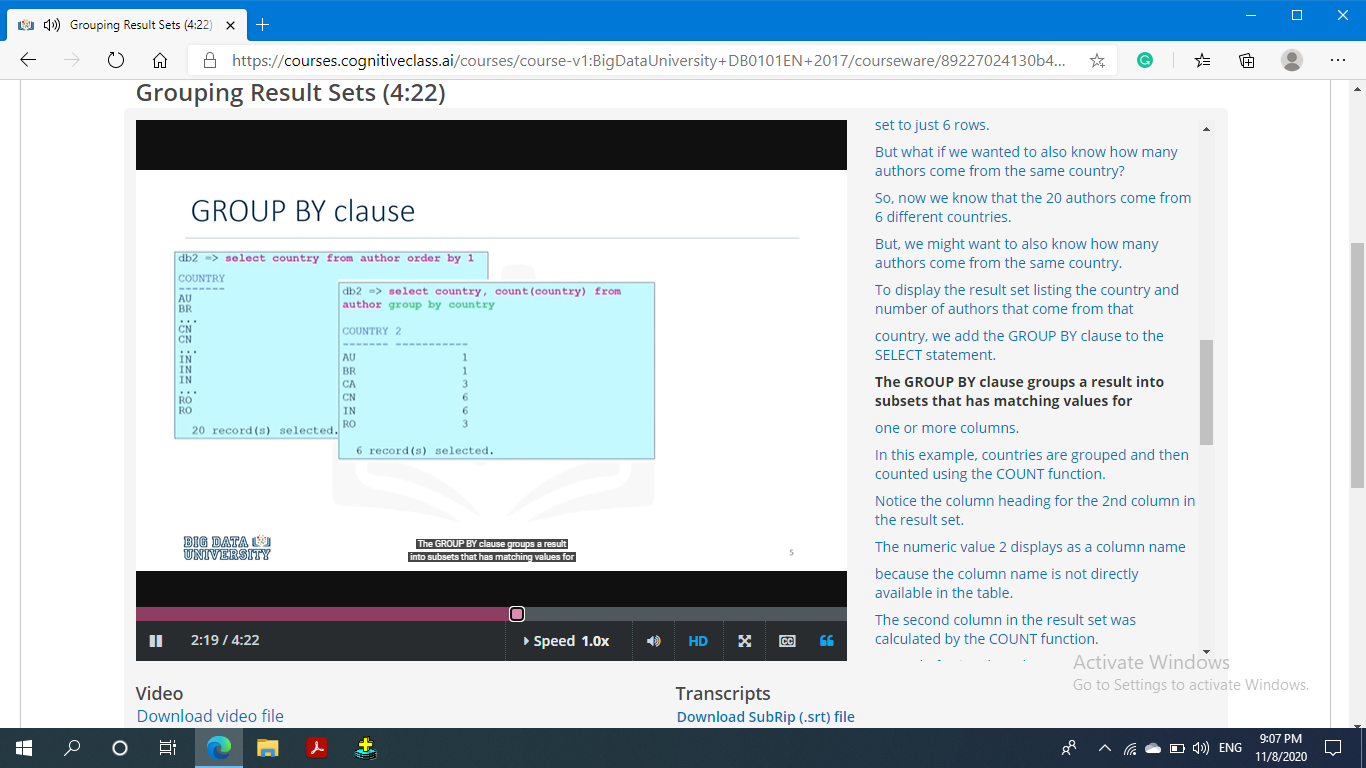 Grouping Result Sets (4:22)
https://courses.cognitiveclass.ai/courses/course-v1:BigDataUniversity+DB0101EN+2017/courseware/89227024130b4...
Grouping Result Sets (4:22)
GROUP BY clause
db2 => select country from author order by 1
COUNTRY
-------
AU
BR
...
CN
CN
...
IN
IN
IN
...
RO
RO
20 record(s) selected.
db2 => select country, count(country) from
author group by country
COUNTRY 2
------- -----------
AU 1
BR 1
CA 3
CN 6
IN 6
RO 3
6 record(s) selected.
BIG DATA
UNIVERSITY
The GROUP BY clause groups a result
into subsets that has matching values for
5
2:19 / 4:22
Speed 1.0x
HD
CC
set to just 6 rows.
But what if we wanted to also know how many
authors come from the same country?
So, now we know that the 20 authors come from
6 different countries.
But, we might want to also know how many
authors come from the same country.
To display the result set listing the country and
number of authors that come from that
country, we add the GROUP BY clause to the
SELECT statement.
The GROUP BY clause groups a result into
subsets that has matching values for
one or more columns.
In this example, countries are grouped and then
counted using the COUNT function.
Notice the column heading for the 2nd column in
the result set.
The numeric value 2 displays as a column name
because the column name is not directly
available in the table.
The second column in the result set was
calculated by the COUNT function.
Activate Windows
Go to Settings to activate Windows.
Video
Download video file
Transcripts
Download SubRip (.srt) file
ENG
9:07 PM
11/8/2020